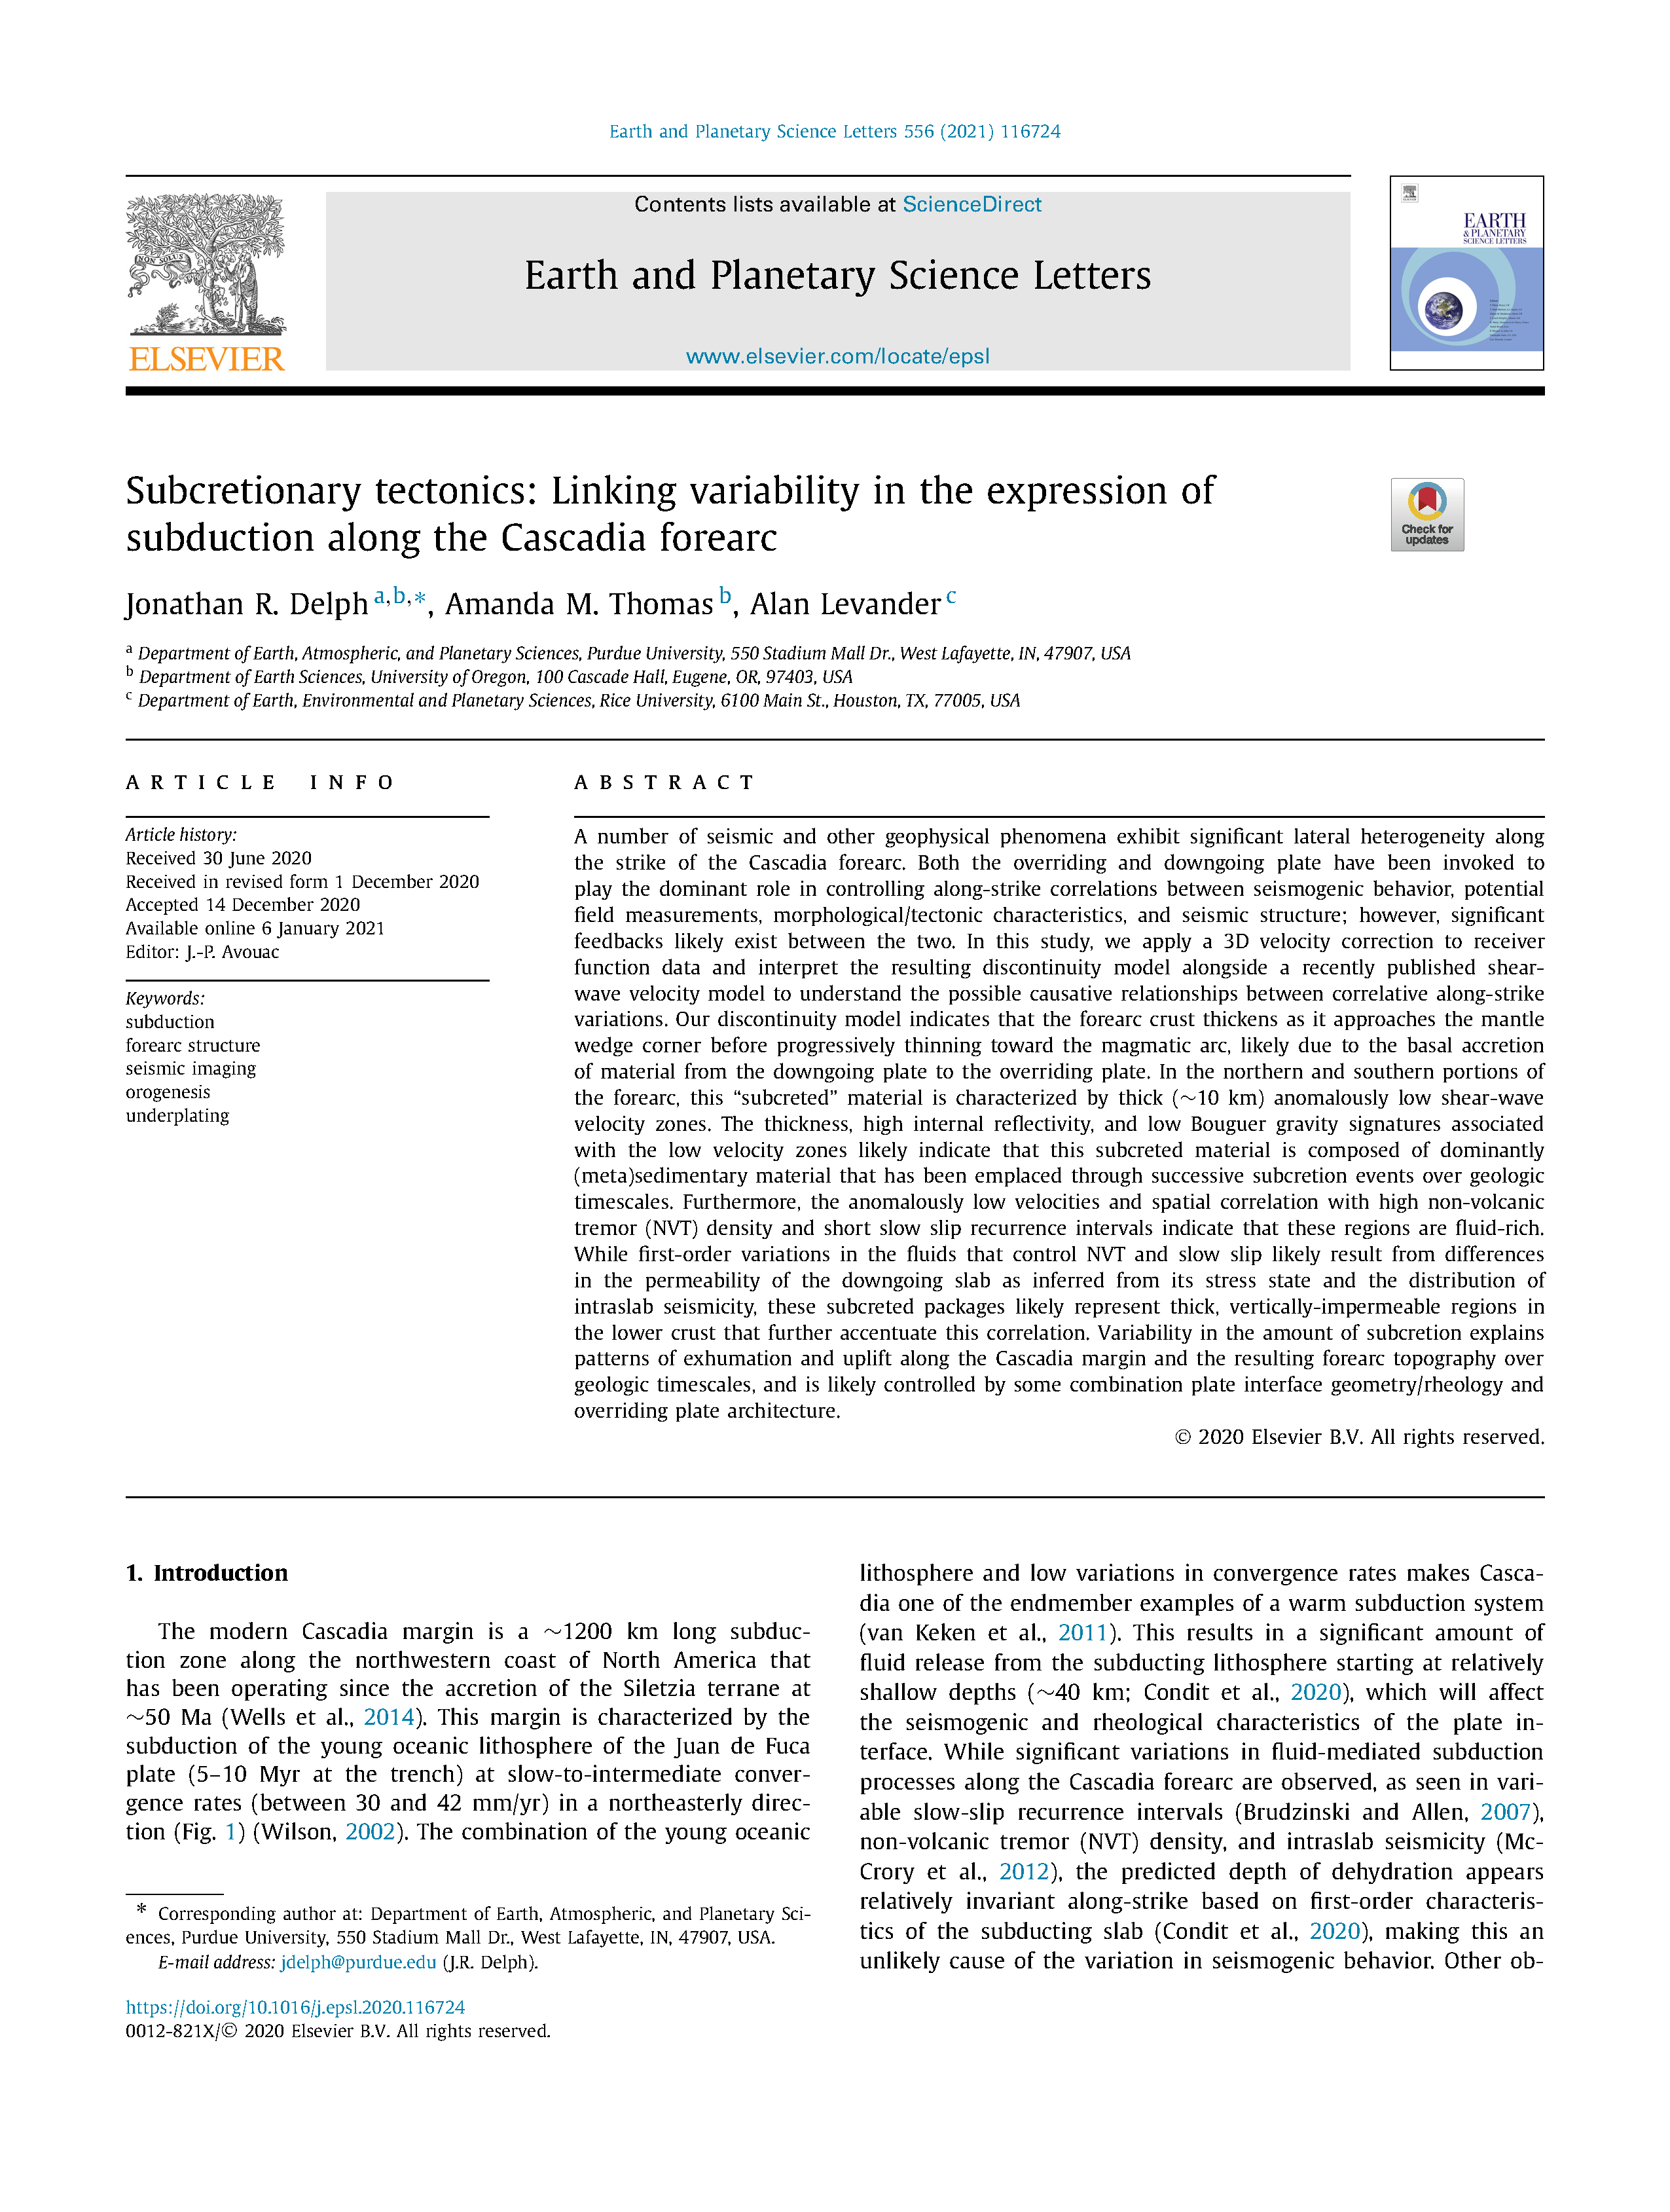 Earth and Planetary Science Letters 556 (2021) 116724
Contents lists available at ScienceDirect
Earth and Planetary Science Letters
www.elsevier.com/locate/epsl
NON SOLUS
ELSEVIER
EARTH
& PLANETARY
SCIENCE LETTERS
Subcretionary tectonics: Linking variability in the expression of
subduction along the Cascadia forearc
Check for
updates
Jonathan R. Delph a,b,*, Amanda M. Thomas b, Alan Levander c
a Department of Earth, Atmospheric, and Planetary Sciences, Purdue University, 550 Stadium Mall Dr., West Lafayette, IN, 47907, USA
b Department of Earth Sciences, University of Oregon, 100 Cascade Hall, Eugene, OR, 97403, USA
c Department of Earth, Environmental and Planetary Sciences, Rice University, 6100 Main St., Houston, TX, 77005, USA
ARTICLE INFO
Article history:
Received 30 June 2020
Received in revised form 1 December 2020
Accepted 14 December 2020
Available online 6 January 2021
Editor: J.-P. Avouac
Keywords:
subduction
forearc structure
seismic imaging
orogenesis
underplating
ABSTRACT
A number of seismic and other geophysical phenomena exhibit significant lateral heterogeneity along
the strike of the Cascadia forearc. Both the overriding and downgoing plate have been invoked to
play the dominant role in controlling along-strike correlations between seismogenic behavior, potential
field measurements, morphological/tectonic characteristics, and seismic structure; however, significant
feedbacks likely exist between the two. In this study, we apply a 3D velocity correction to receiver
function data and interpret the resulting discontinuity model alongside a recently published shear-
wave velocity model to understand the possible causative relationships between correlative along-strike
variations. Our discontinuity model indicates that the forearc crust thickens as it approaches the mantle
wedge corner before progressively thinning toward the magmatic arc, likely due to the basal accretion
of material from the downgoing plate to the overriding plate. In the northern and southern portions of
the forearc, this “subcreted” material is characterized by thick (∼10 km) anomalously low shear-wave
velocity zones. The thickness, high internal reflectivity, and low Bouguer gravity signatures associated
with the low velocity zones likely indicate that this subcreted material is composed of dominantly
(meta)sedimentary material that has been emplaced through successive subcretion events over geologic
timescales. Furthermore, the anomalously low velocities and spatial correlation with high non-volcanic
tremor (NVT) density and short slow slip recurrence intervals indicate that these regions are fluid-rich.
While first-order variations in the fluids that control NVT and slow slip likely result from differences
in the permeability of the downgoing slab as inferred from its stress state and the distribution of
intraslab seismicity, these subcreted packages likely represent thick, vertically-impermeable regions in
the lower crust that further accentuate this correlation. Variability in the amount of subcretion explains
patterns of exhumation and uplift along the Cascadia margin and the resulting forearc topography over
geologic timescales, and is likely controlled by some combination plate interface geometry/rheology and
overriding plate architecture.
© 2020 Elsevier B.V. All rights reserved.
1. Introduction
The modern Cascadia margin is a ∼1200 km long subduc-
tion zone along the northwestern coast of North America that
has been operating since the accretion of the Siletzia terrane at
∼50 Ma (Wells et al., 2014). This margin is characterized by the
subduction of the young oceanic lithosphere of the Juan de Fuca
plate (5–10 Myr at the trench) at slow-to-intermediate conver-
gence rates (between 30 and 42 mm/yr) in a northeasterly direc-
tion (Fig. 1) (Wilson, 2002). The combination of the young oceanic
lithosphere and low variations in convergence rates makes Casca-
dia one of the endmember examples of a warm subduction system
(van Keken et al., 2011). This results in a significant amount of
fluid release from the subducting lithosphere starting at relatively
shallow depths (∼40 km; Condit et al., 2020), which will affect
the seismogenic and rheological characteristics of the plate in-
terface. While significant variations in fluid-mediated subduction
processes along the Cascadia forearc are observed, as seen in vari-
able slow-slip recurrence intervals (Brudzinski and Allen, 2007),
non-volcanic tremor (NVT) density, and intraslab seismicity (Mc-
Crory et al., 2012), the predicted depth of dehydration appears
relatively invariant along-strike based on first-order characteris-
tics of the subducting slab (Condit et al., 2020), making this an
unlikely cause of the variation in seismogenic behavior. Other ob-
* Corresponding author at: Department of Earth, Atmospheric, and Planetary Sci-
ences, Purdue University, 550 Stadium Mall Dr., West Lafayette, IN, 47907, USA.
E-mail address: jdelph@purdue.edu (J.R. Delph).
https://doi.org/10.1016/j.epsl.2020.116724
0012-821X/© 2020 Elsevier B.V. All rights reserved.